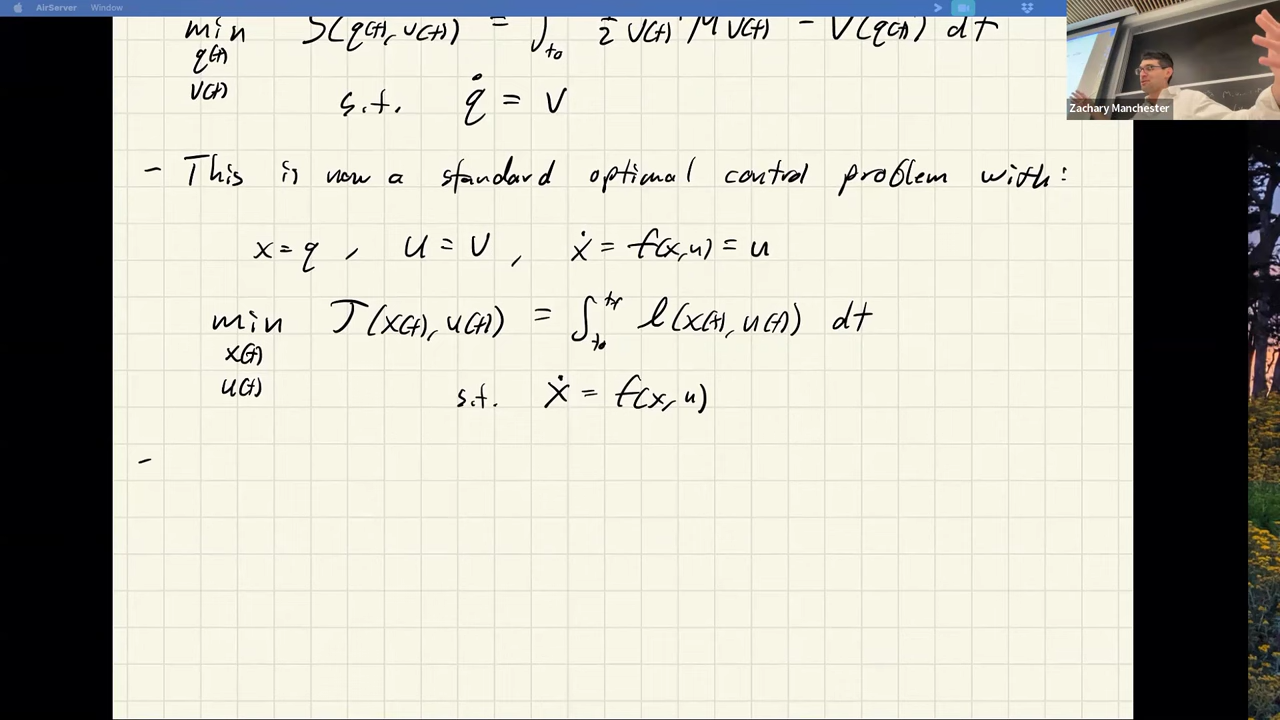 AirServer Window
min S(q(t), v(t)) = ∫t₀ ½ v(t)ᵀ M v(t) - V(q(t)) dt
q(t)
v(t)
s.t. q̇ = v
Zachary Manchester
- This is now a standard optimal control problem with:
x = q , u = v , ẋ = f(x,u) = u
min J(x(t), u(t)) = ∫t₀^tf l(x(t), u(t)) dt
x(t)
u(t)
s.t. ẋ = f(x, u)
-